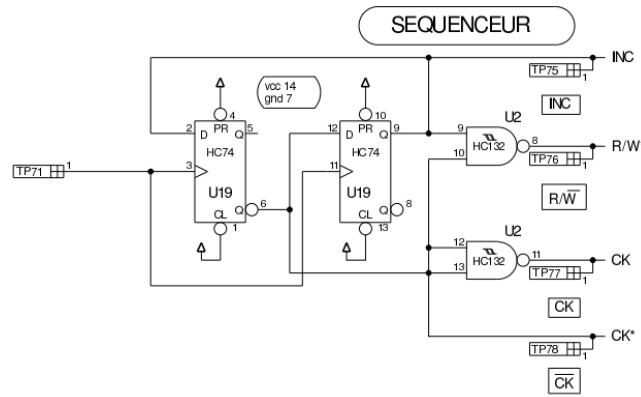 SEQUENCEUR
INC
TP75 1
INC
vcc 14
gnd 7
4
PR
2 D Q 5
HC74
3
U19
Q 6
CL
1
10
PR
12 D Q 9
HC74
11
U19
Q 8
CL
13
TP71 1
U2
9
HC132
8
10
R/W
TP76 1
R/W̅
U2
12
HC132
11
13
CK
TP77 1
CK
CK*
TP78 1
C̅K̅